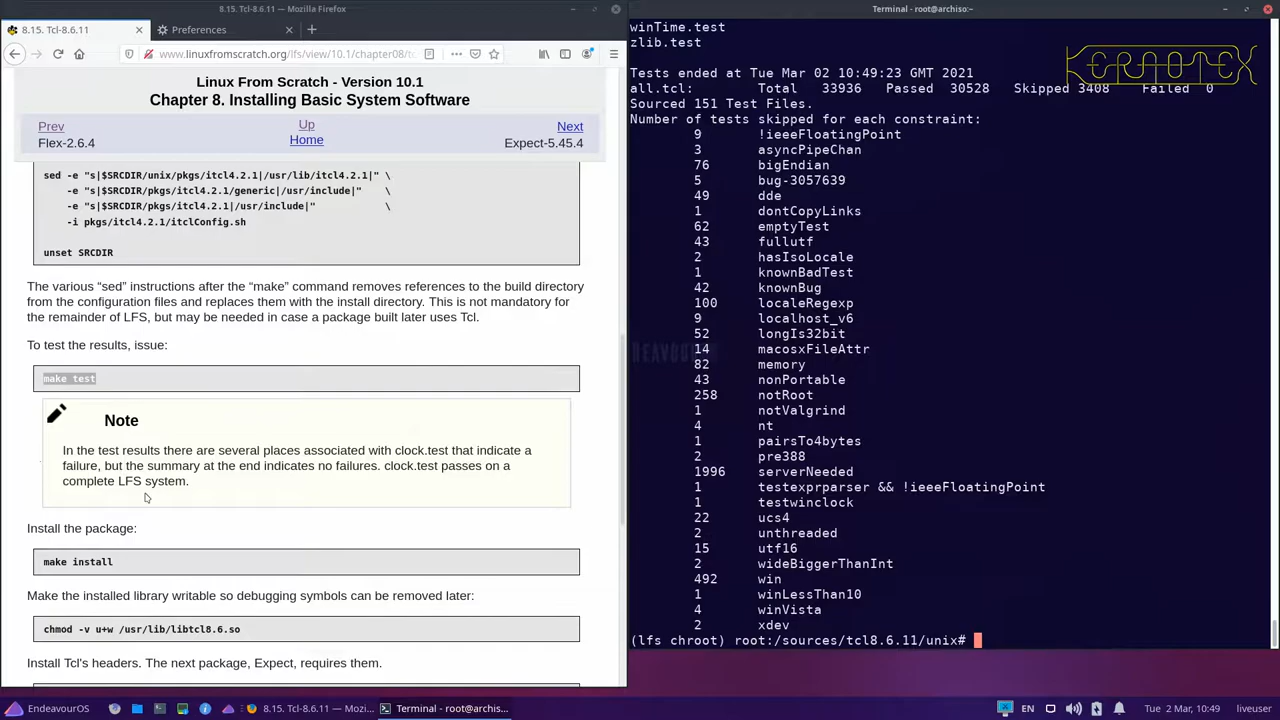 8.15. Tcl-8.6.11 — Mozilla Firefox
Terminal - root@archiso:~
8.15. Tcl-8.6.11
Preferences
www.linuxfromscratch.org/lfs/view/10.1/chapter08/tc
Linux From Scratch - Version 10.1
Chapter 8. Installing Basic System Software
Prev
Up
Next
Flex-2.6.4
Home
Expect-5.45.4
sed -e "s|$SRCDIR/unix/pkgs/itcl4.2.1|/usr/lib/itcl4.2.1|" \
-e "s|$SRCDIR/pkgs/itcl4.2.1/generic|/usr/include|" \
-e "s|$SRCDIR/pkgs/itcl4.2.1|/usr/include|" \
-i pkgs/itcl4.2.1/itclConfig.sh
unset SRCDIR
The various “sed” instructions after the “make” command removes references to the build directory
from the configuration files and replaces them with the install directory. This is not mandatory for
the remainder of LFS, but may be needed in case a package built later uses Tcl.
To test the results, issue:
make test
Note
In the test results there are several places associated with clock.test that indicate a
failure, but the summary at the end indicates no failures. clock.test passes on a
complete LFS system.
Install the package:
make install
Make the installed library writable so debugging symbols can be removed later:
chmod -v u+w /usr/lib/libtcl8.6.so
Install Tcl's headers. The next package, Expect, requires them.
winTime.test
zlib.test
KERNOTEX
Tests ended at Tue Mar 02 10:49:23 GMT 2021
all.tcl: Total 33936 Passed 30528 Skipped 3408 Failed 0
Sourced 151 Test Files.
Number of tests skipped for each constraint:
9 !ieeeFloatingPoint
3 asyncPipeChan
76 bigEndian
5 bug-3057639
49 dde
1 dontCopyLinks
62 emptyTest
43 fullutf
2 hasIsoLocale
1 knownBadTest
42 knownBug
100 localeRegexp
9 localhost_v6
52 longIs32bit
14 macosxFileAttr
82 memory
43 nonPortable
258 notRoot
1 notValgrind
4 nt
1 pairsTo4bytes
2 pre388
1996 serverNeeded
1 testexprparser && !ieeeFloatingPoint
1 testwinclock
22 ucs4
2 unthreaded
15 utf16
2 wideBiggerThanInt
492 win
1 winLessThan10
4 winVista
2 xdev
(lfs chroot) root:/sources/tcl8.6.11/unix#
EndeavourOS
8.15. Tcl-8.6.11 — Mozi...
Terminal - root@archiso:...
EN
Tue 2 Mar, 10:49
liveuser